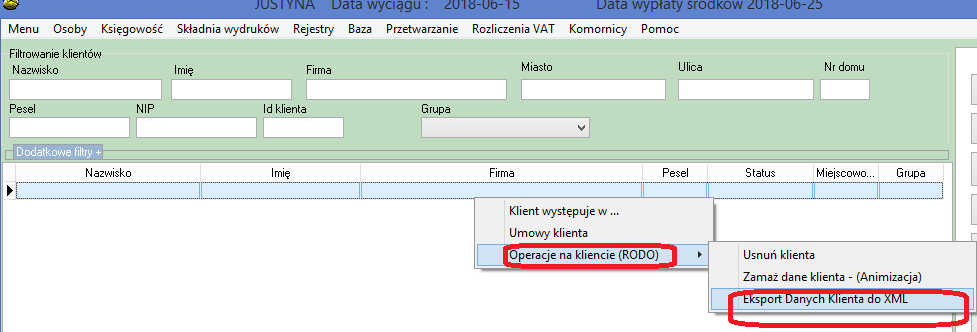 JUSTYNA Data wyciągu : 2018-06-15 Data wypłaty środków 2018-06-25
Menu Osoby Księgowość Składnia wydruków Rejestry Baza Przetwarzanie Rozliczenia VAT Komornicy Pomoc
Filtrowanie klientów
Nazwisko Imię Firma Miasto Ulica Nr domu
Pesel NIP Id klienta Grupa
Dodatkowe filtry +
Nazwisko Imię Firma Pesel Status Miejscowo... Grupa
Klient występuje w ...
Umowy klienta
Operacje na kliencie (RODO)
Usnuń klienta
Zamaż dane klienta - (Animizacja)
Eksport Danych Klienta do XML